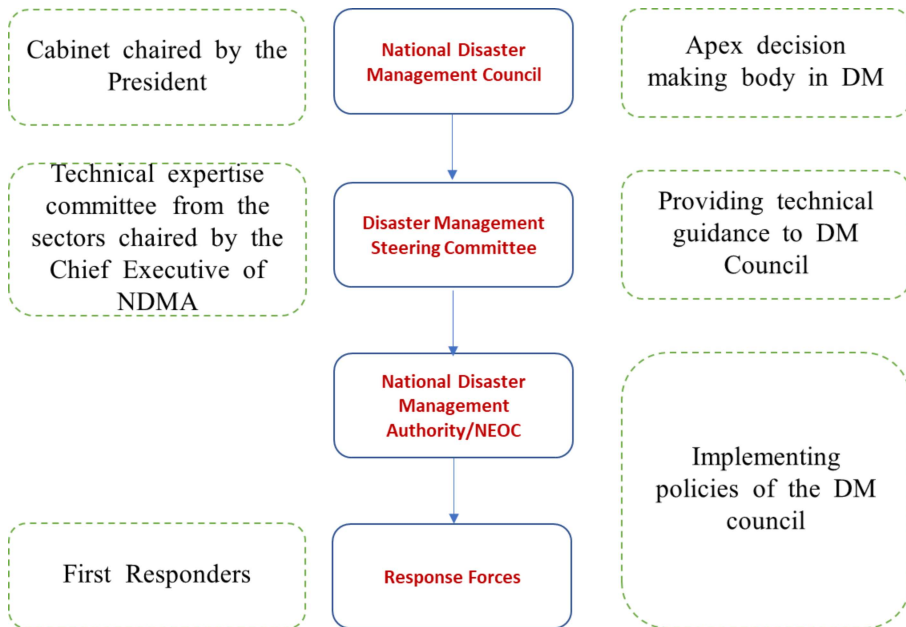 Cabinet chaired by the
President
National Disaster
Management Council
Apex decision
making body in DM
Technical expertise
committee from the
sectors chaired by the
Chief Executive of
NDMA
Disaster Management
Steering Committee
Providing technical
guidance to DM
Council
National Disaster
Management
Authority/NEOC
Implementing
policies of the DM
council
First Responders
Response Forces